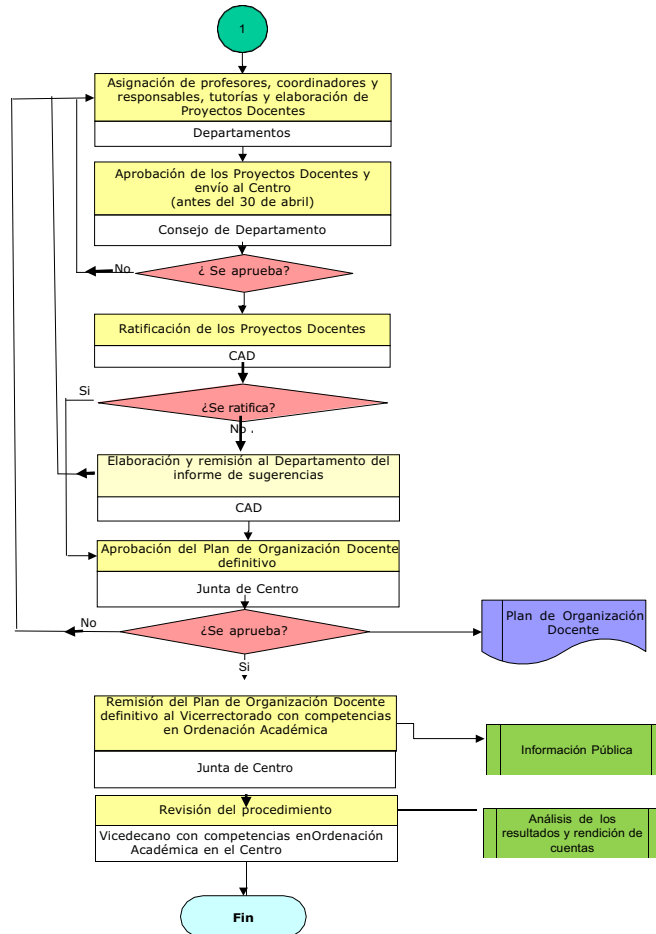 1
Asignación de profesores, coordinadores y
responsables, tutorías y elaboración de
Proyectos Docentes
Departamentos
Aprobación de los Proyectos Docentes y
envío al Centro
(antes del 30 de abril)
Consejo de Departamento
No
¿ Se aprueba?
Ratificación de los Proyectos Docentes
CAD
Si
¿Se ratifica?
No .
Elaboración y remisión al Departamento del
informe de sugerencias
CAD
Aprobación del Plan de Organización Docente
definitivo
Junta de Centro
No
¿Se aprueba?
Plan de Organización
Docente
Si
Remisión del Plan de Organización Docente
definitivo al Vicerrectorado con competencias
en Ordenación Académica
Junta de Centro
Información Pública
Revisión del procedimiento
Vicedecano con competencias enOrdenación
Académica en el Centro
Análisis de los
resultados y rendición de
cuentas
Fin